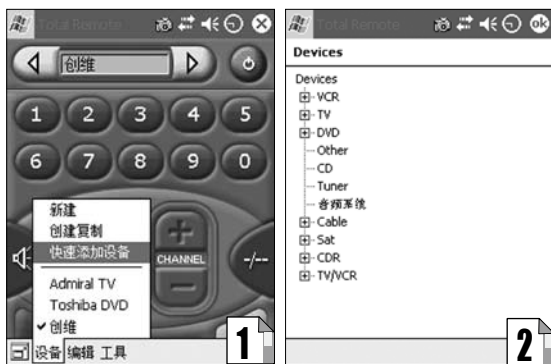 Total Remote
创维
1 2 3 4 5
6 7 8 9 0
新建
创建复制
快速添加设备
CHANNEL
-/--
Admiral TV
Toshiba DVD
创维
设备 编辑 工具
1
Total Remote
ok
Devices
Devices
VCR
TV
DVD
Other
CD
Tuner
音频系统
Cable
Sat
CDR
TV/VCR
2